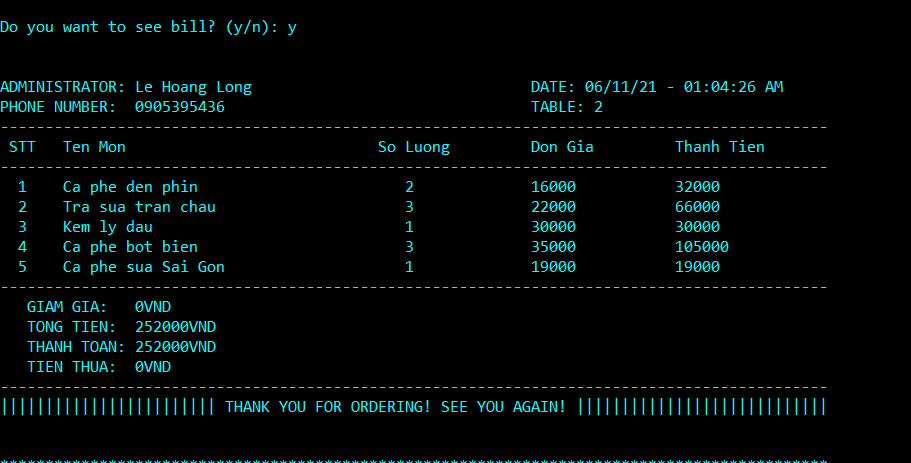 Do you want to see bill? (y/n): y
ADMINISTRATOR: Le Hoang Long DATE: 06/11/21 - 01:04:26 AM
PHONE NUMBER: 0905395436 TABLE: 2
--------------------------------------------------------------------------------------------
STT Ten Mon So Luong Don Gia Thanh Tien
--------------------------------------------------------------------------------------------
1 Ca phe den phin 2 16000 32000
2 Tra sua tran chau 3 22000 66000
3 Kem ly dau 1 30000 30000
4 Ca phe bot bien 3 35000 105000
5 Ca phe sua Sai Gon 1 19000 19000
--------------------------------------------------------------------------------------------
GIAM GIA: 0VND
TONG TIEN: 252000VND
THANH TOAN: 252000VND
TIEN THUA: 0VND
--------------------------------------------------------------------------------------------
|||||||||||||||||||||||| THANK YOU FOR ORDERING! SEE YOU AGAIN! ||||||||||||||||||||||||||||
********************************************************************************************